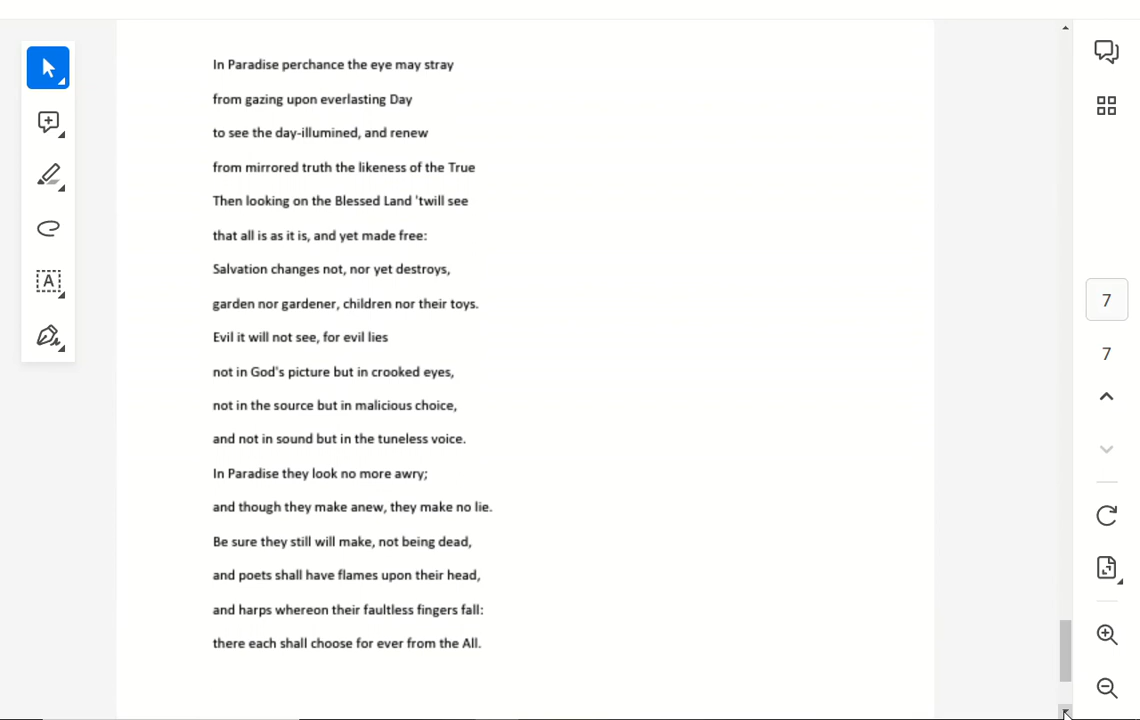 In Paradise perchance the eye may stray
from gazing upon everlasting Day
to see the day-illumined, and renew
from mirrored truth the likeness of the True
Then looking on the Blessed Land 'twill see
that all is as it is, and yet made free:
Salvation changes not, nor yet destroys,
garden nor gardener, children nor their toys.
Evil it will not see, for evil lies
not in God's picture but in crooked eyes,
not in the source but in malicious choice,
and not in sound but in the tuneless voice.
In Paradise they look no more awry;
and though they make anew, they make no lie.
Be sure they still will make, not being dead,
and poets shall have flames upon their head,
and harps whereon their faultless fingers fall:
there each shall choose for ever from the All.
A
7
7